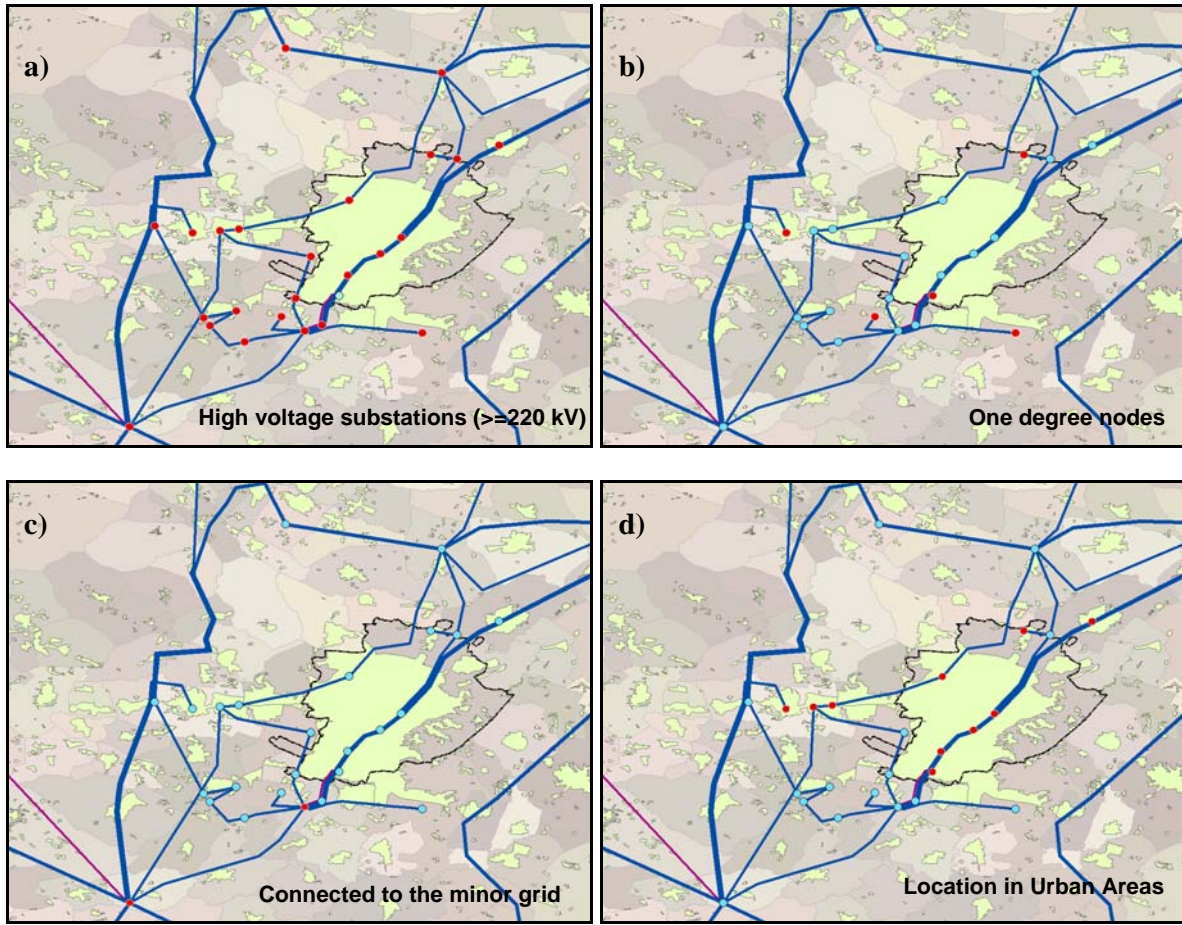 a)
High voltage substations (>=220 kV)
b)
One degree nodes
c)
Connected to the minor grid
d)
Location in Urban Areas